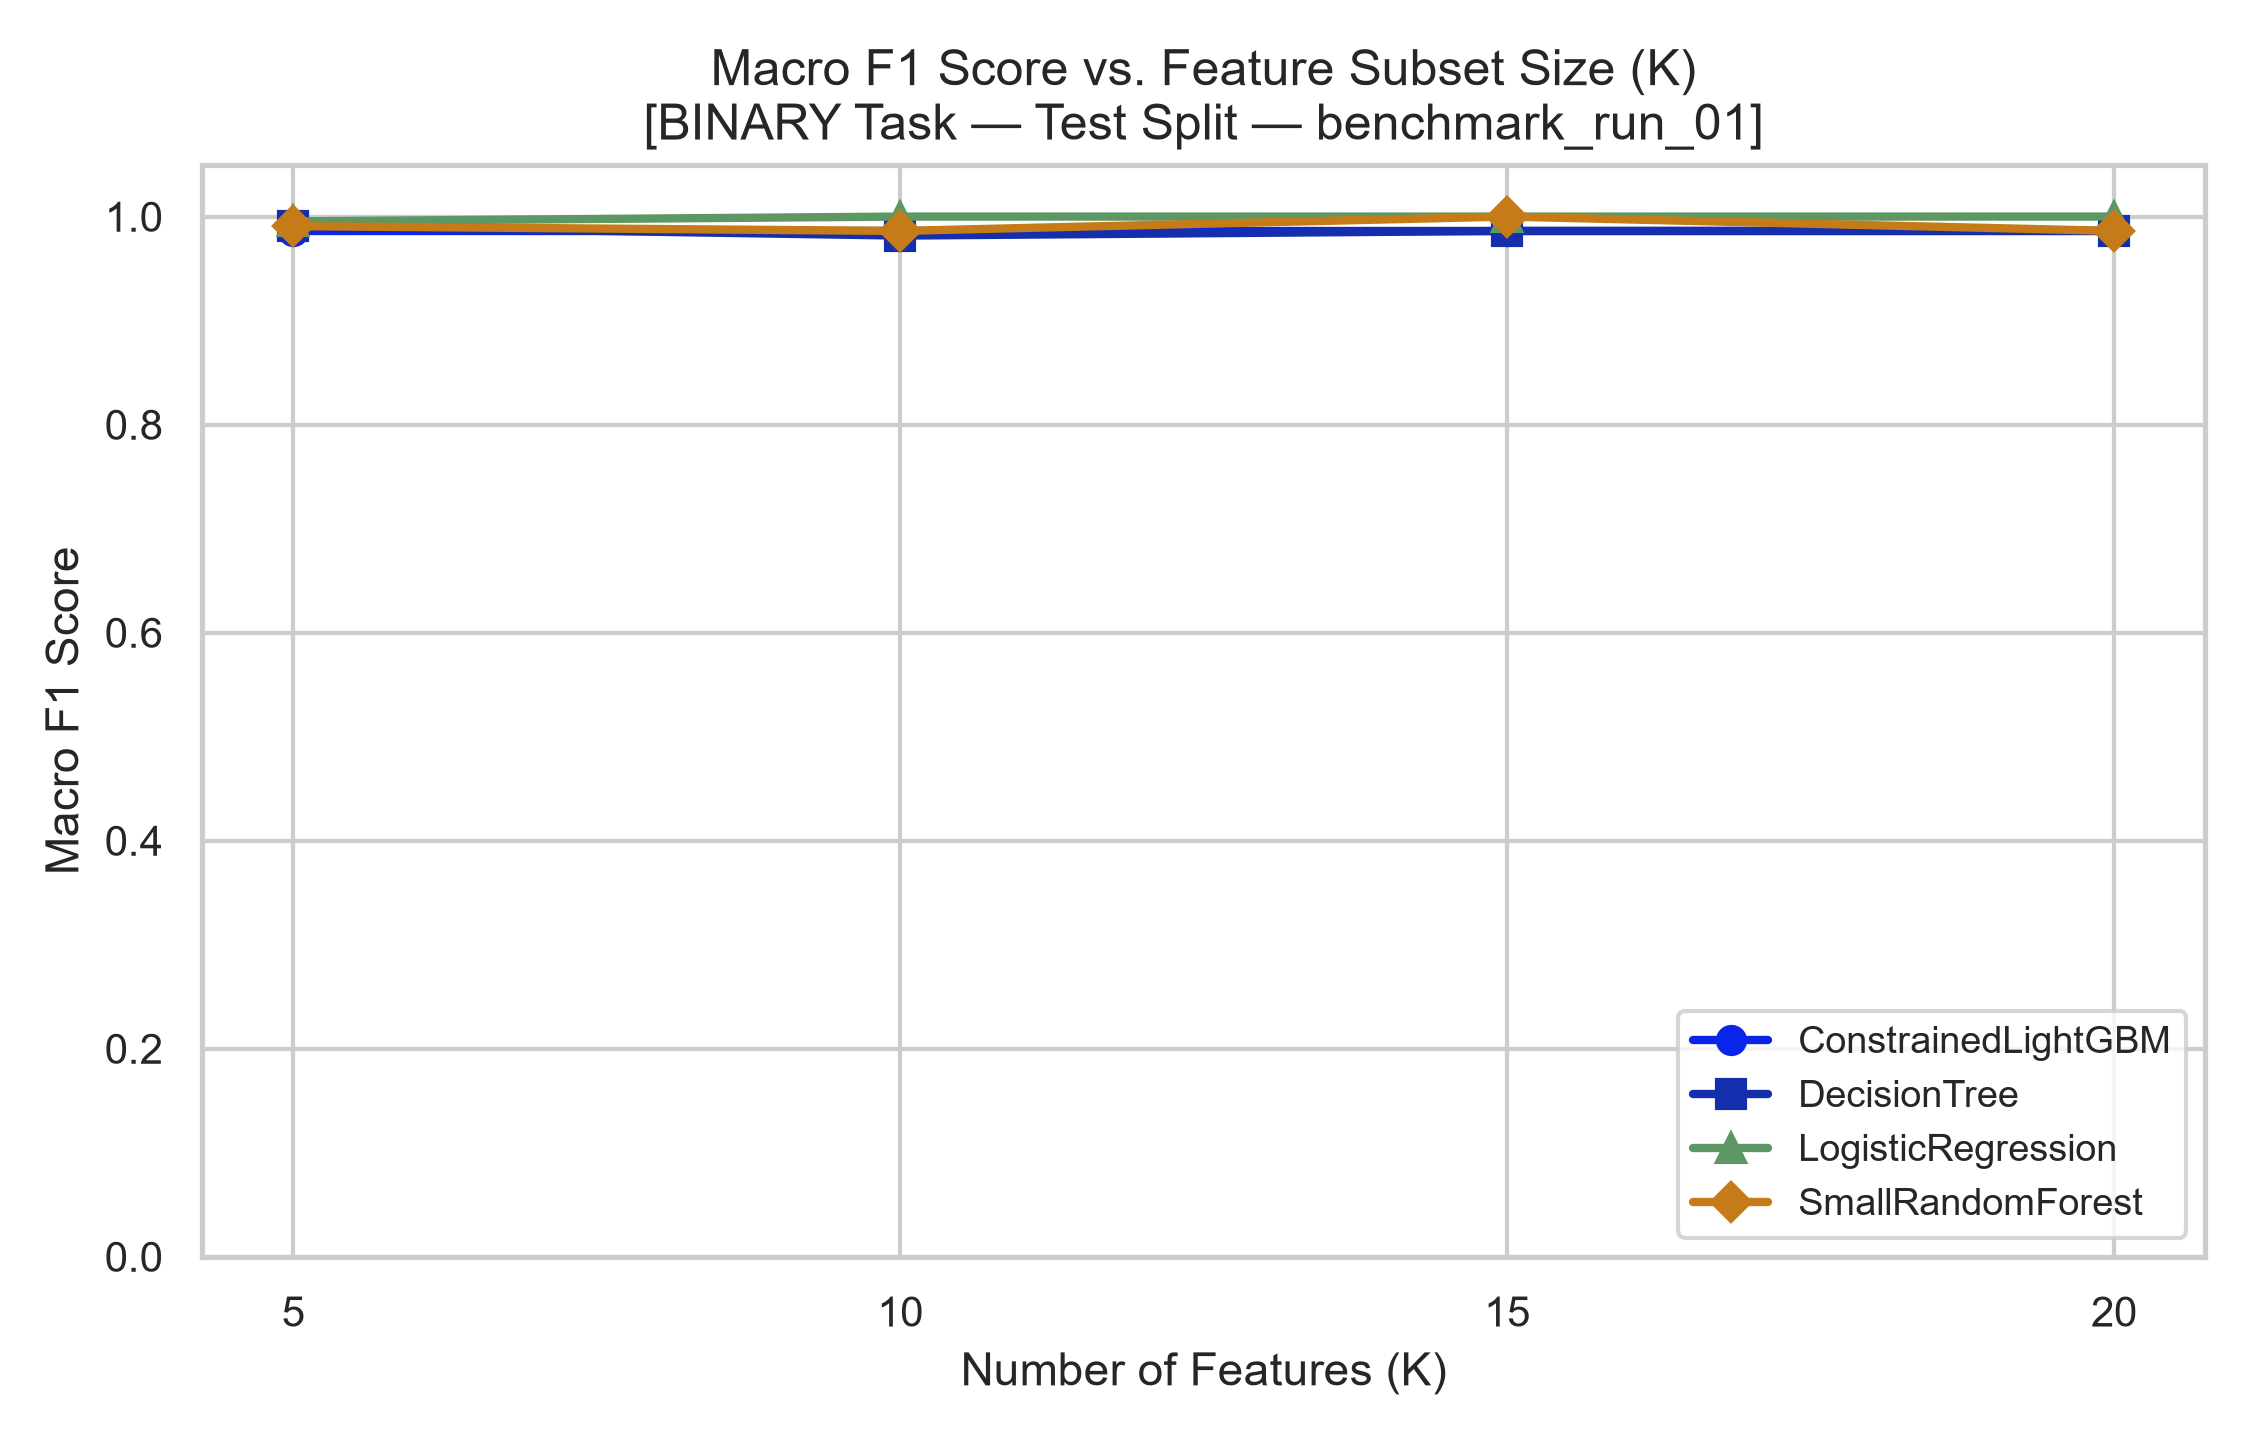 Macro F1 Score vs. Feature Subset Size (K)
[BINARY Task — Test Split — benchmark_run_01]
Macro F1 Score
1.0
0.8
0.6
0.4
0.2
0.0
5
10
15
20
Number of Features (K)
ConstrainedLightGBM
DecisionTree
LogisticRegression
SmallRandomForest